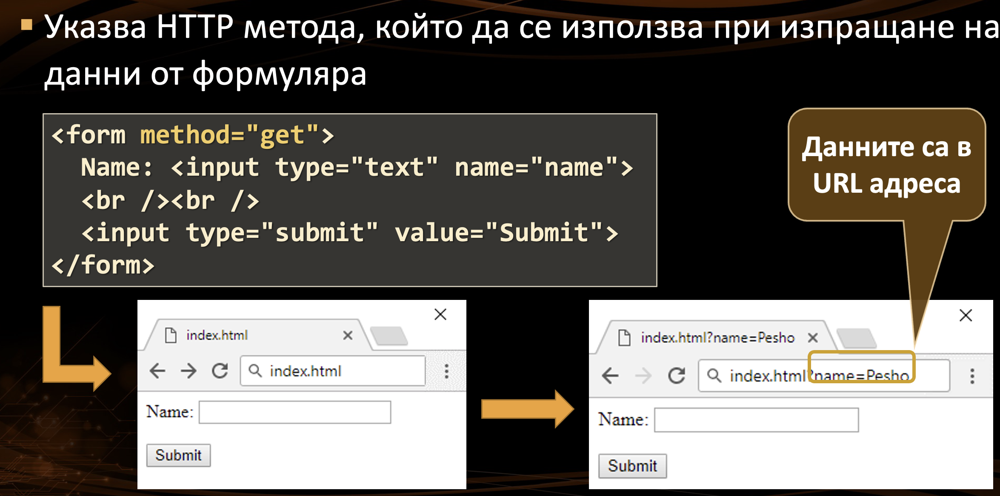 Указва HTTP метода, който да се използва при изпращане на
данни от формуляра
<form method="get">
Name: <input type="text" name="name">
<br /><br />
<input type="submit" value="Submit">
</form>
Данните са в
URL адреса
index.html
index.html
Name:
Submit
index.html?name=Pesho
index.html?name=Pesho
Name:
Submit